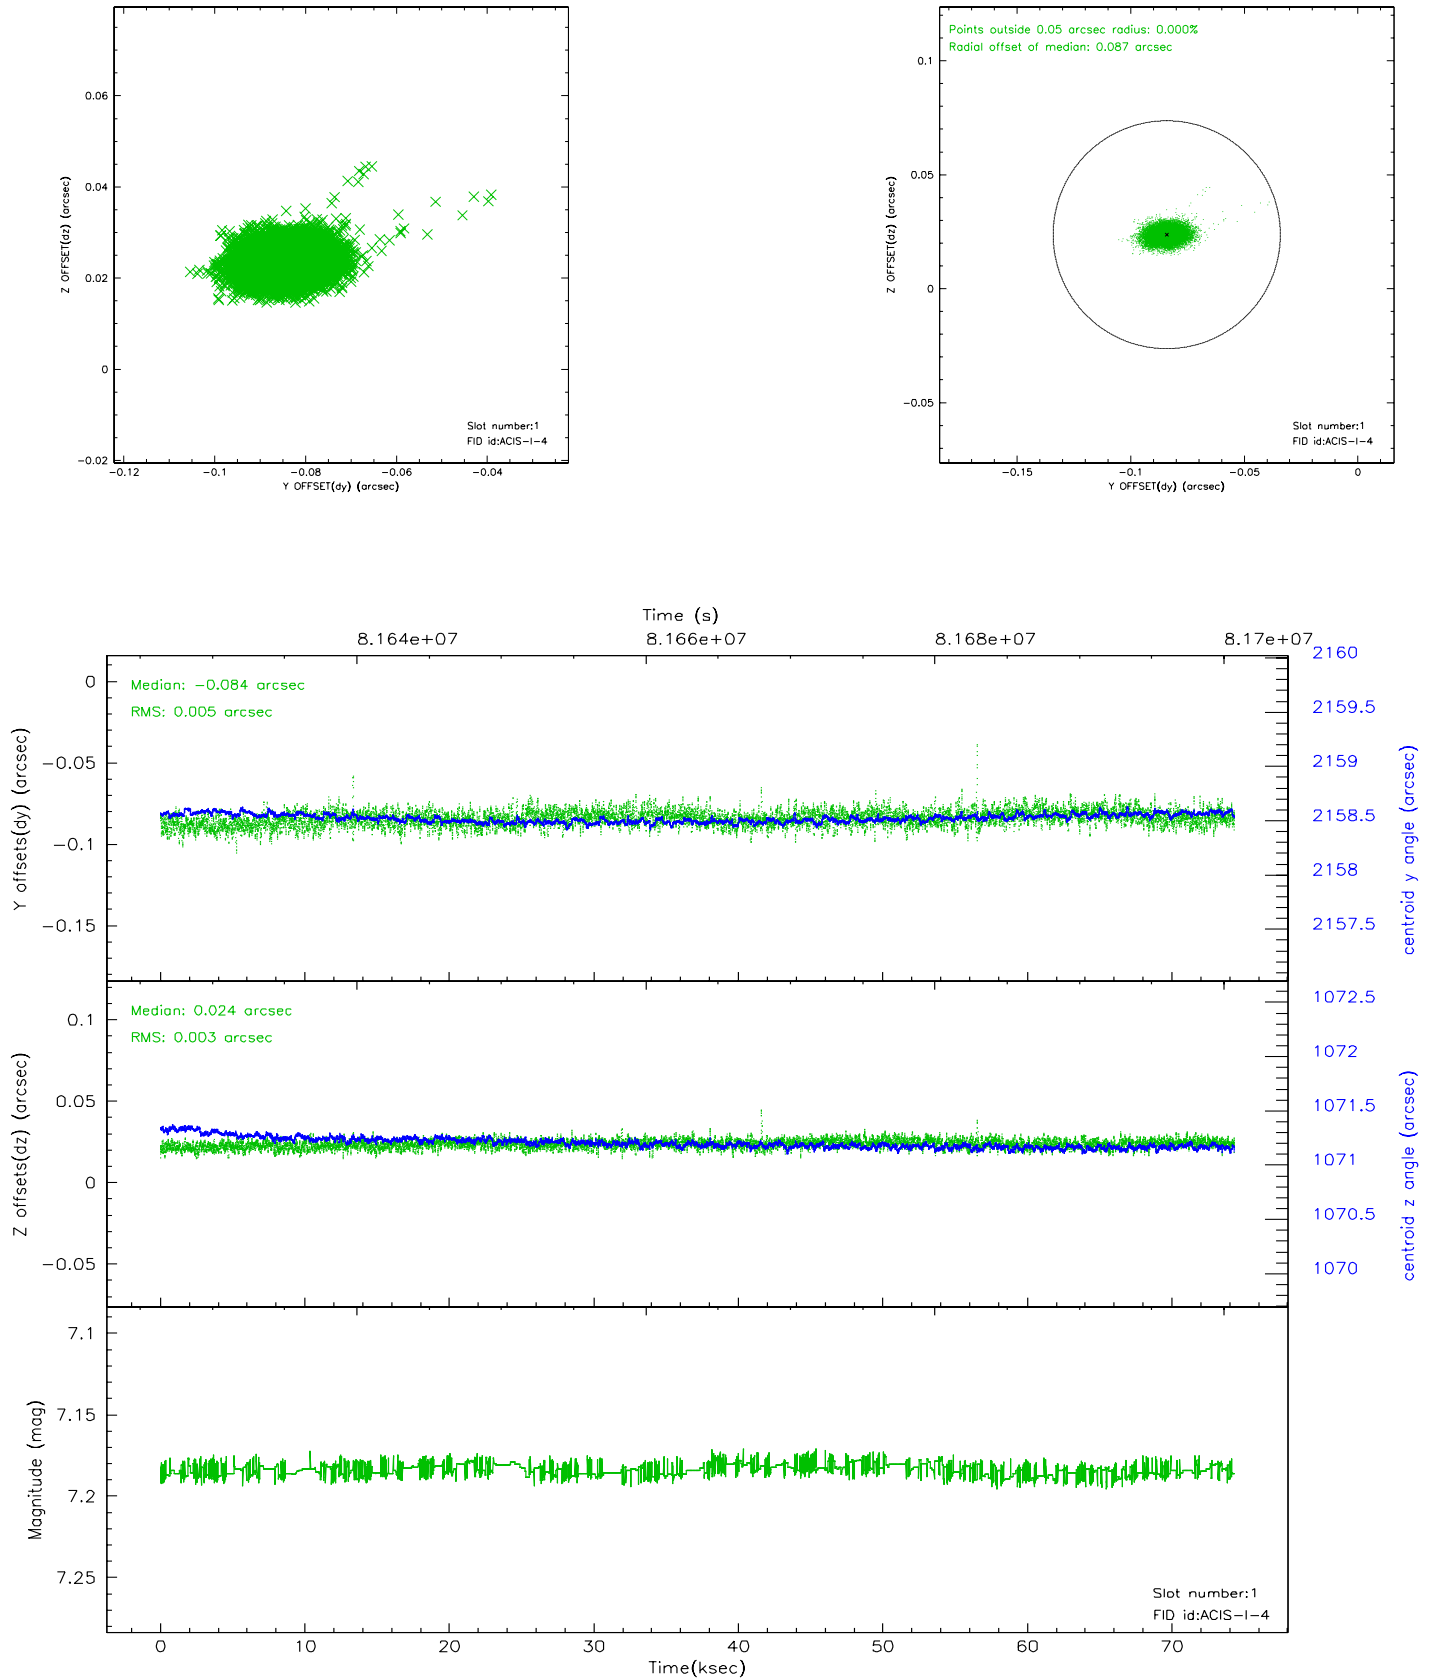 0.06
0.04
0.02
0
−0.02
−0.12
−0.1
−0.08
−0.06
−0.04
Z OFFSET(dz) (arcsec)
Y OFFSET(dy) (arcsec)
Slot number:1
FID id:ACIS−I−4
Points outside 0.05 arcsec radius: 0.000%
Radial offset of median: 0.087 arcsec
0.1
0.05
0
−0.05
−0.15
−0.1
−0.05
0
Z OFFSET(dz) (arcsec)
Y OFFSET(dy) (arcsec)
Slot number:1
FID id:ACIS−I−4
Time (s)
8.164e+07
8.166e+07
8.168e+07
8.17e+07
Median: −0.084 arcsec
RMS: 0.005 arcsec
0
−0.05
−0.1
−0.15
Y offsets(dy) (arcsec)
2160
2159.5
2159
2158.5
2158
2157.5
centroid y angle (arcsec)
Median: 0.024 arcsec
RMS: 0.003 arcsec
0.1
0.05
0
−0.05
Z offsets(dz) (arcsec)
1072.5
1072
1071.5
1071
1070.5
1070
centroid z angle (arcsec)
7.1
7.15
7.2
7.25
Magnitude (mag)
Slot number:1
FID id:ACIS−I−4
0
10
20
30
40
50
60
70
Time(ksec)